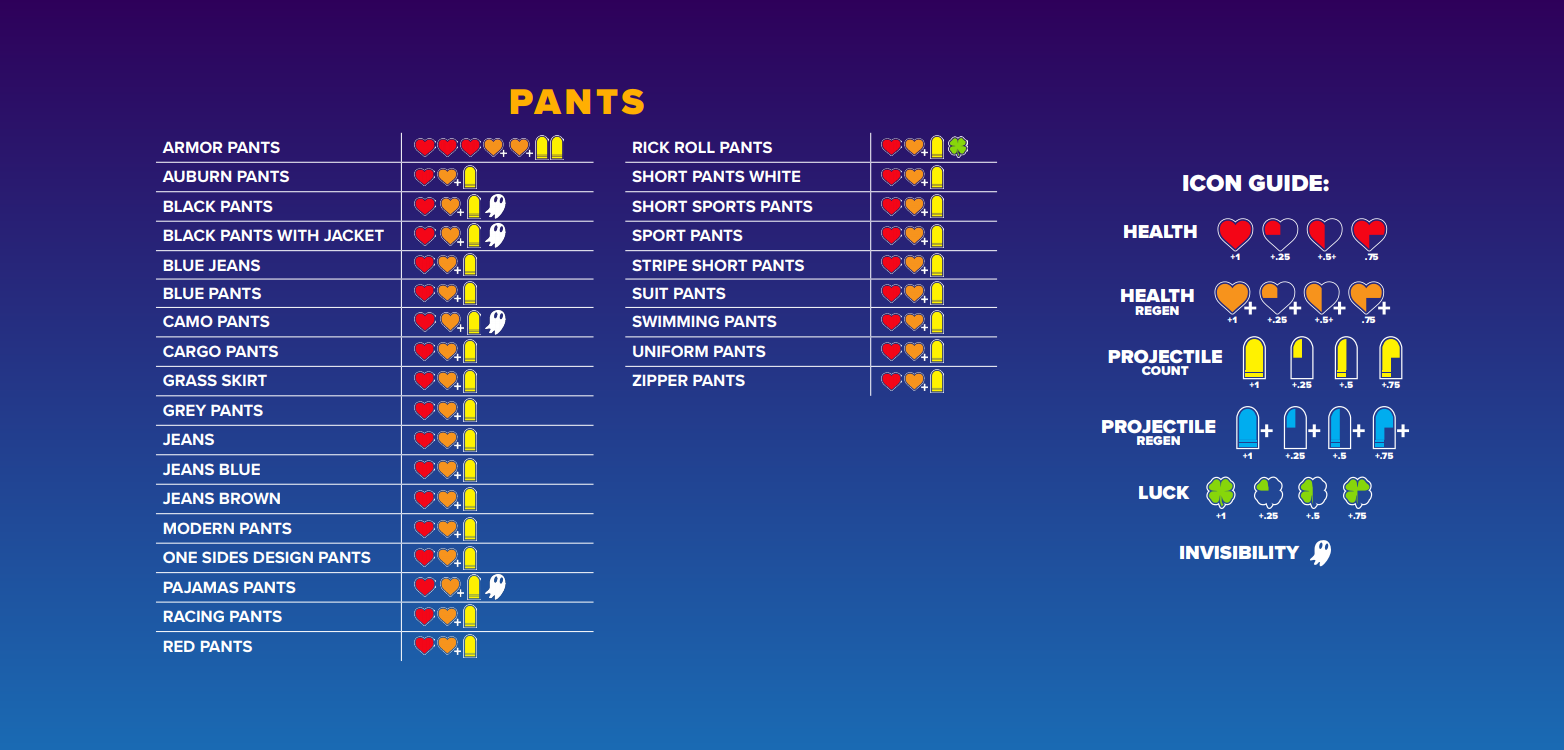 PANTS
ARMOR PANTS
AUBURN PANTS
BLACK PANTS
BLACK PANTS WITH JACKET
BLUE JEANS
BLUE PANTS
CAMO PANTS
CARGO PANTS
GRASS SKIRT
GREY PANTS
JEANS
JEANS BLUE
JEANS BROWN
MODERN PANTS
ONE SIDES DESIGN PANTS
PAJAMAS PANTS
RACING PANTS
RED PANTS
RICK ROLL PANTS
SHORT PANTS WHITE
SHORT SPORTS PANTS
SPORT PANTS
STRIPE SHORT PANTS
SUIT PANTS
SWIMMING PANTS
UNIFORM PANTS
ZIPPER PANTS
ICON GUIDE:
HEALTH
+1 +.25 +.5+ .75
HEALTH
REGEN
+1 +.25 +.5+ .75
PROJECTILE
COUNT
+1 +.25 +.5 +.75
PROJECTILE
REGEN
+1 +.25 +.5 +.75
LUCK
+1 +.25 +.5 +.75
INVISIBILITY